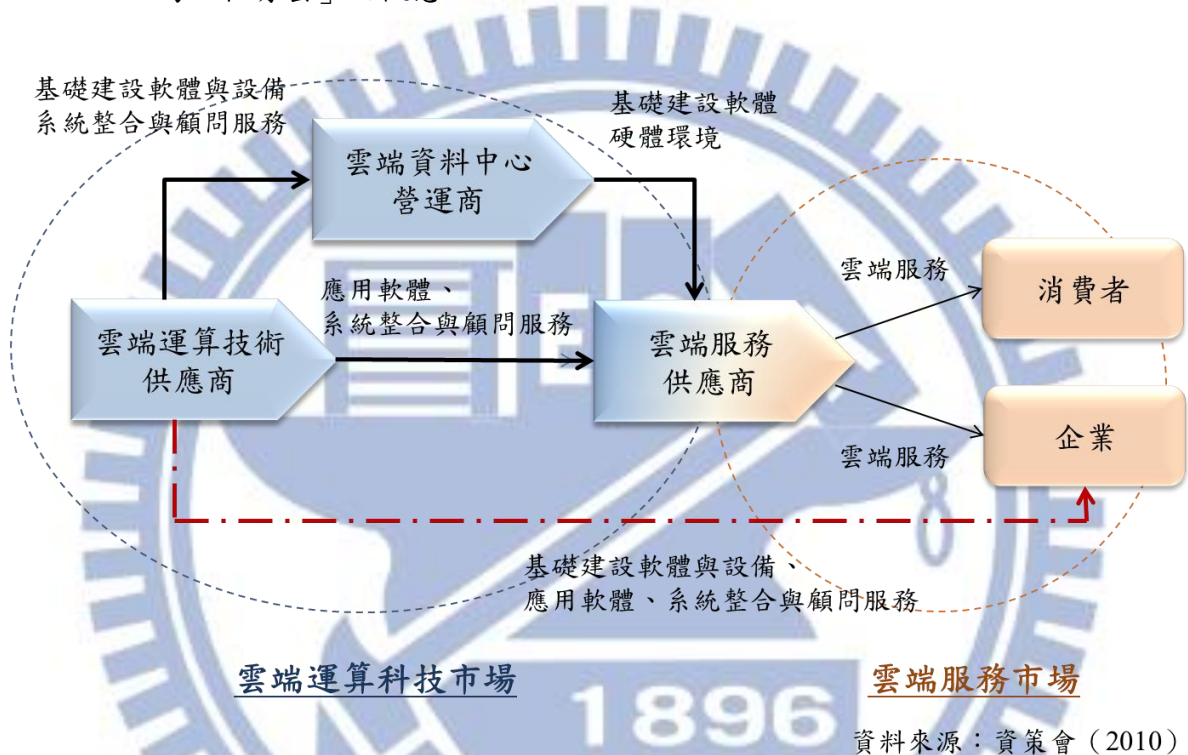 基礎建設軟體與設備
系統整合與顧問服務
基礎建設軟體
硬體環境
雲端資料中心
營運商
雲端服務
消費者
應用軟體、
系統整合與顧問服務
雲端運算技術
供應商
雲端服務
供應商
企業
雲端服務
基礎建設軟體與設備、
應用軟體、系統整合與顧問服務
雲端運算科技市場
雲端服務市場
1896
資料來源：資策會（2010）